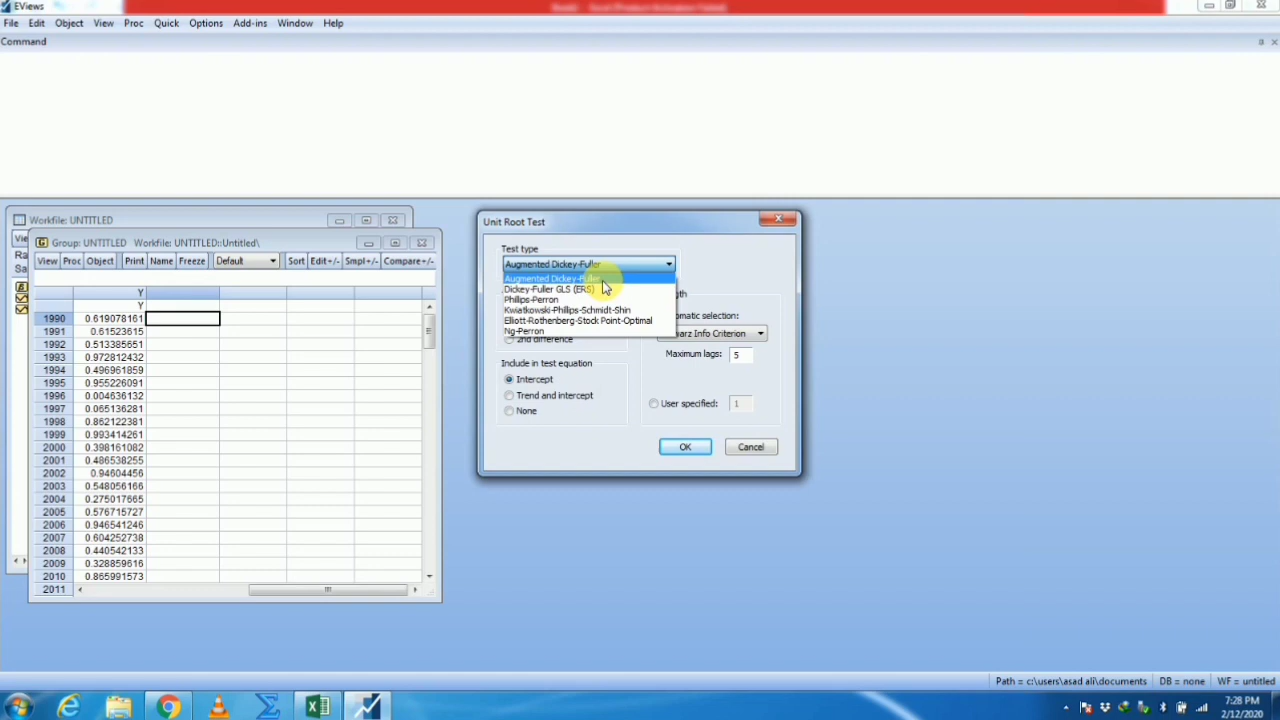 EViews
File Edit Object View Proc Quick Options Add-ins Window Help
Command
Workfile: UNTITLED
Group: UNTITLED Workfile: UNTITLED::Untitled\
View Proc Object Print Name Freeze Default Sort Edit+/- Smpl+/- Compare+/-
Y
Y
1990 0.619078161
1991 0.61523615
1992 0.513385651
1993 0.972812432
1994 0.496961859
1995 0.955226091
1996 0.004636132
1997 0.065136281
1998 0.862122381
1999 0.993414261
2000 0.398161082
2001 0.486538255
2002 0.94604456
2003 0.548056166
2004 0.275017665
2005 0.576715727
2006 0.946541246
2007 0.604252738
2008 0.440542133
2009 0.328859616
2010 0.865991573
2011
Unit Root Test
Test type
Augmented Dickey-Fuller
Augmented Dickey-Fuller
Dickey-Fuller GLS (ERS)
Phillips-Perron
Kwiatkowski-Phillips-Schmidt-Shin
Elliott-Rothenberg-Stock Point-Optimal
Ng-Perron
2nd difference
Info Criterion
Maximum lags: 5
Include in test equation
Intercept
Trend and intercept
None
User specified: 1
OK Cancel
Path = c:\users\asad ali\documents DB = none WF = untitled
7:28 PM
2/12/2020